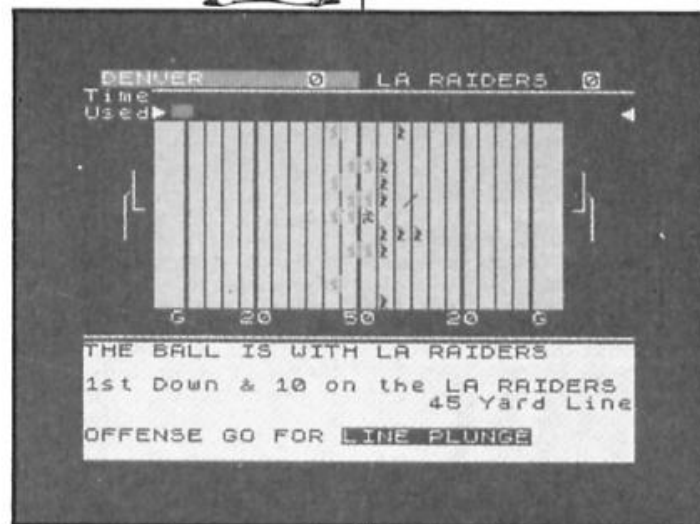 DENVER 0 LA RAIDERS 0
Time
Used
G 20 50 20 G
THE BALL IS WITH LA RAIDERS
1st Down & 10 on the LA RAIDERS
45 Yard Line
OFFENSE GO FOR LINE PLUNGE